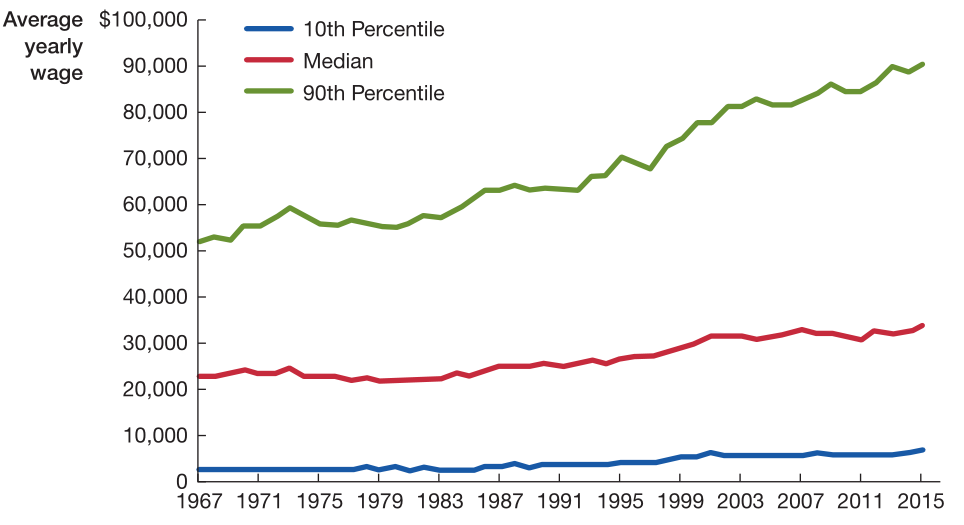 Average
yearly
wage
$100,000
90,000
80,000
70,000
60,000
50,000
40,000
30,000
20,000
10,000
0
10th Percentile
Median
90th Percentile
1967 1971 1975 1979 1983 1987 1991 1995 1999 2003 2007 2011 2015